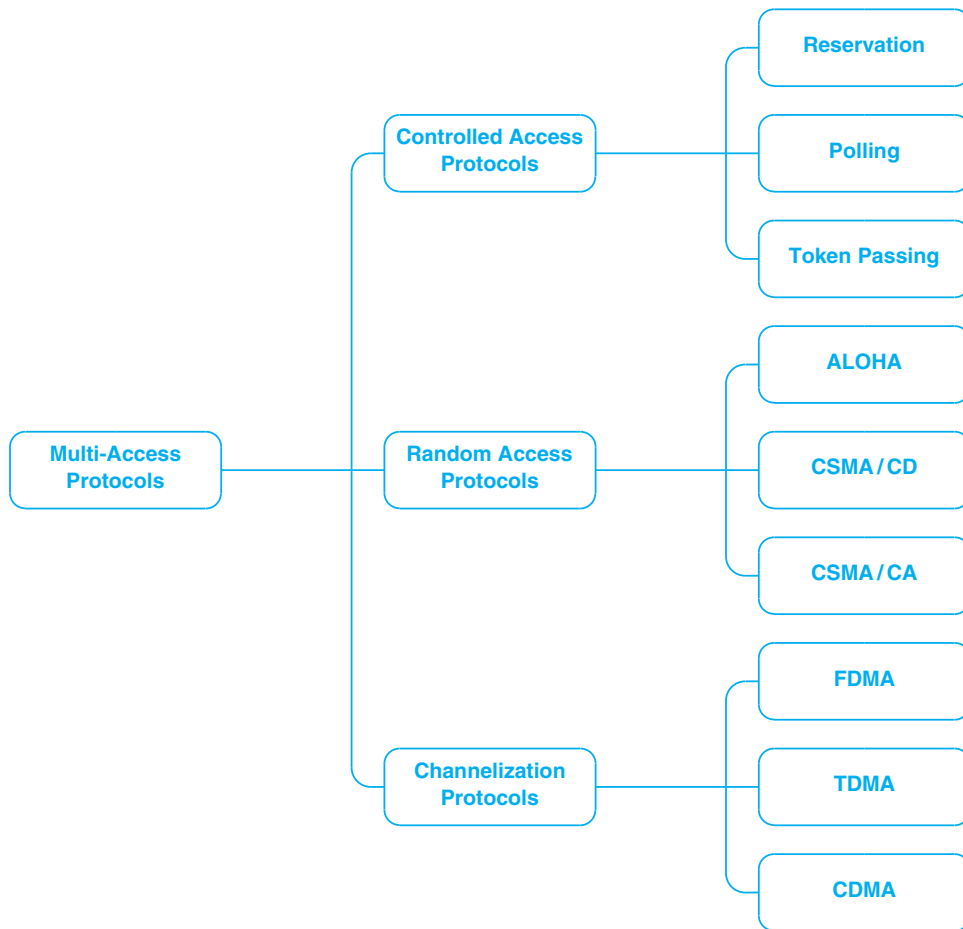 Multi-Access
Protocols
Controlled Access
Protocols
Reservation
Polling
Token Passing
Random Access
Protocols
ALOHA
CSMA / CD
CSMA / CA
Channelization
Protocols
FDMA
TDMA
CDMA